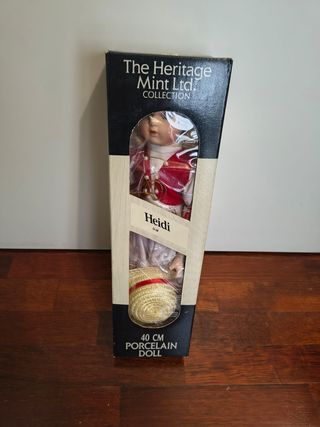 The Heritage
Mint Ltd.
COLLECTION
Heidi
40 CM
PORCELAIN
DOLL